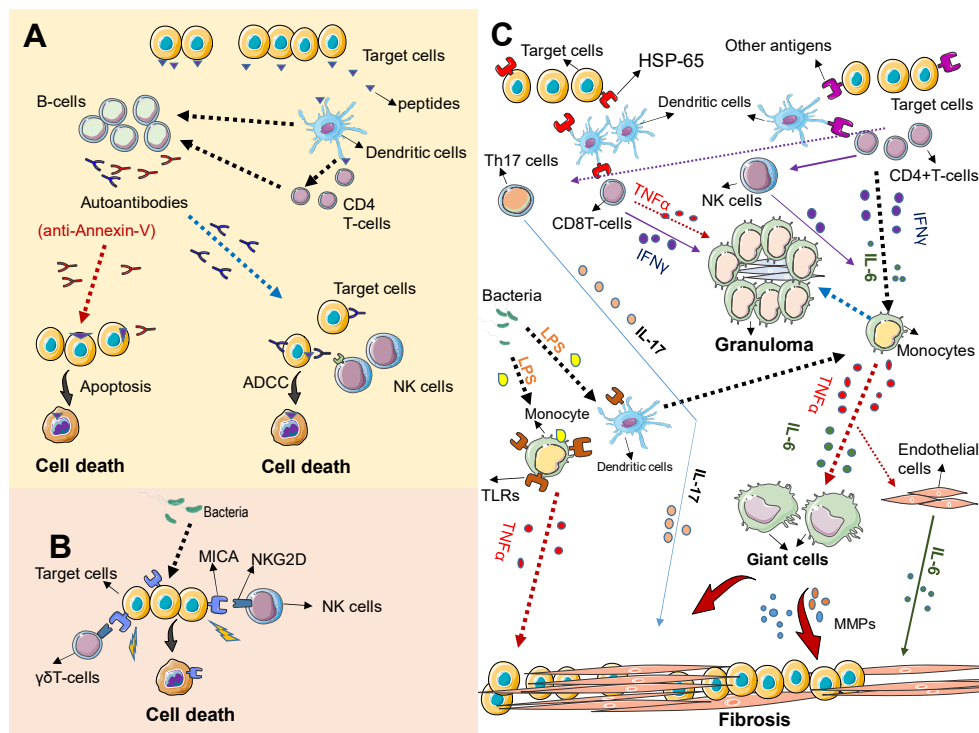 A
Target cells
B-cells
peptides
Dendritic cells
CD4
T-cells
Autoantibodies
(anti-Annexin-V)
Target cells
Apoptosis
ADCC
NK cells
Cell death
Cell death
B
Bacteria
MICA
NKG2D
Target cells
NK cells
γδT-cells
Cell death
C
Target cells
HSP-65
Other antigens
Dendritic cells
Target cells
Th17 cells
TNFα
NK cells
CD4+T-cells
CD8T-cells
IFNγ
IFNγ
IL-6
Bacteria
LPS
LPS
IL-17
Granuloma
Monocytes
Monocyte
TNFα
IL-6
Dendritic cells
Endothelial
cells
TLRs
IL-17
TNFα
Giant cells
IL-6
MMPs
Fibrosis